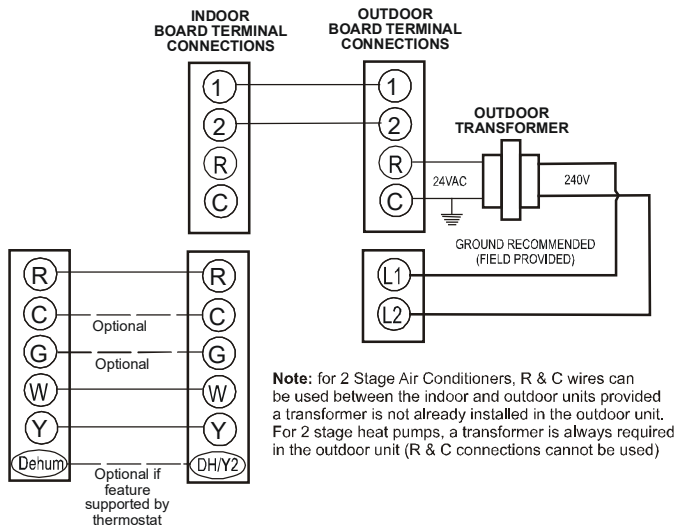 INDOOR
BOARD TERMINAL
CONNECTIONS
OUTDOOR
BOARD TERMINAL
CONNECTIONS
1
2
R
C
1
2
R
C
OUTDOOR
TRANSFORMER
24VAC
240V
GROUND RECOMMENDED
(FIELD PROVIDED)
L1
L2
R
C
G
W
Y
Dehum
Optional
Optional
Optional if
feature
supported by
thermostat
R
C
G
W
Y
DH/Y2
Note: for 2 Stage Air Conditioners, R & C wires can
be used between the indoor and outdoor units provided
a transformer is not already installed in the outdoor unit.
For 2 stage heat pumps, a transformer is always required
in the outdoor unit (R & C connections cannot be used)